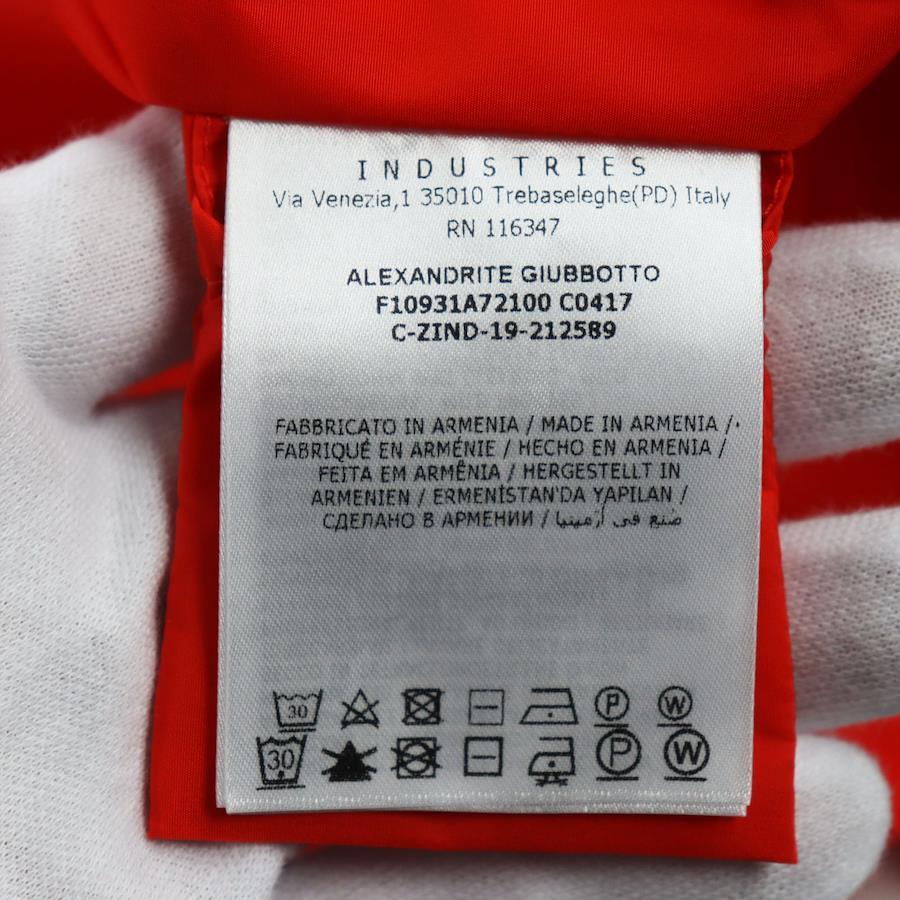 INDUSTRIES
Via Venezia,1 35010 Trebaseleghe(PD) Italy
RN 116347
ALEXANDRITE GIUBBOTTO
F10931A72100 C0417
C-ZIND-19-212589
FABBRICATO IN ARMENIA / MADE IN ARMENIA /
FABRIQUÉ EN ARMÉNIE / HECHO EN ARMENIA /
FEITA EM ARMÊNIA / HERGESTELLT IN
ARMENIEN / ERMENİSTAN'DA YAPILAN /
СДЕЛАНО В АРМЕНИИ / صنع في أرمينيا
30 P W
30 P W